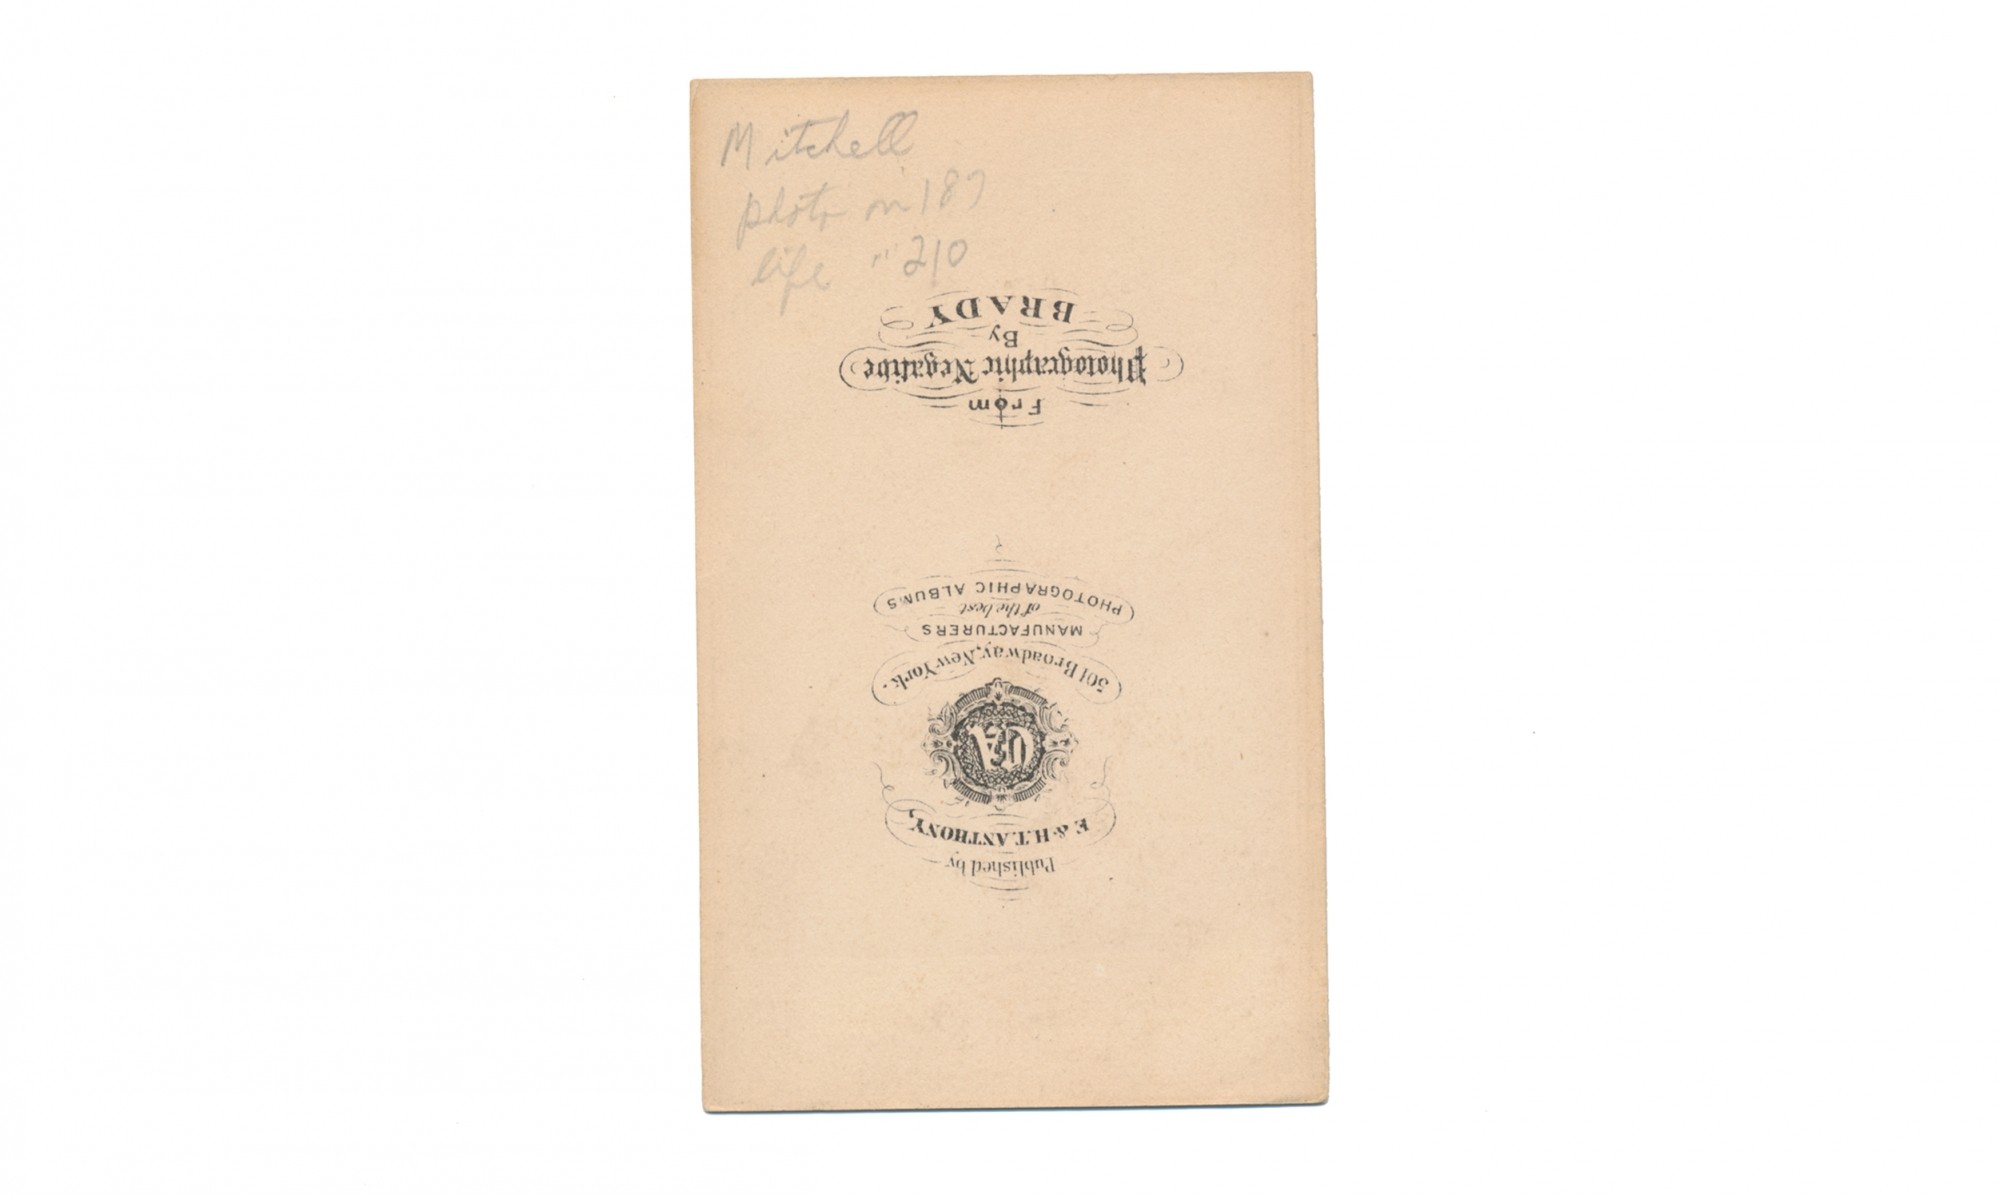 Mitchell
photo on 187
life " 210
Published by
E. & H.T. ANTHONY,
501 Broadway, New York.
MANUFACTURERS
of the best
PHOTOGRAPHIC ALBUMS
From
Photographic Negative
By
BRADY